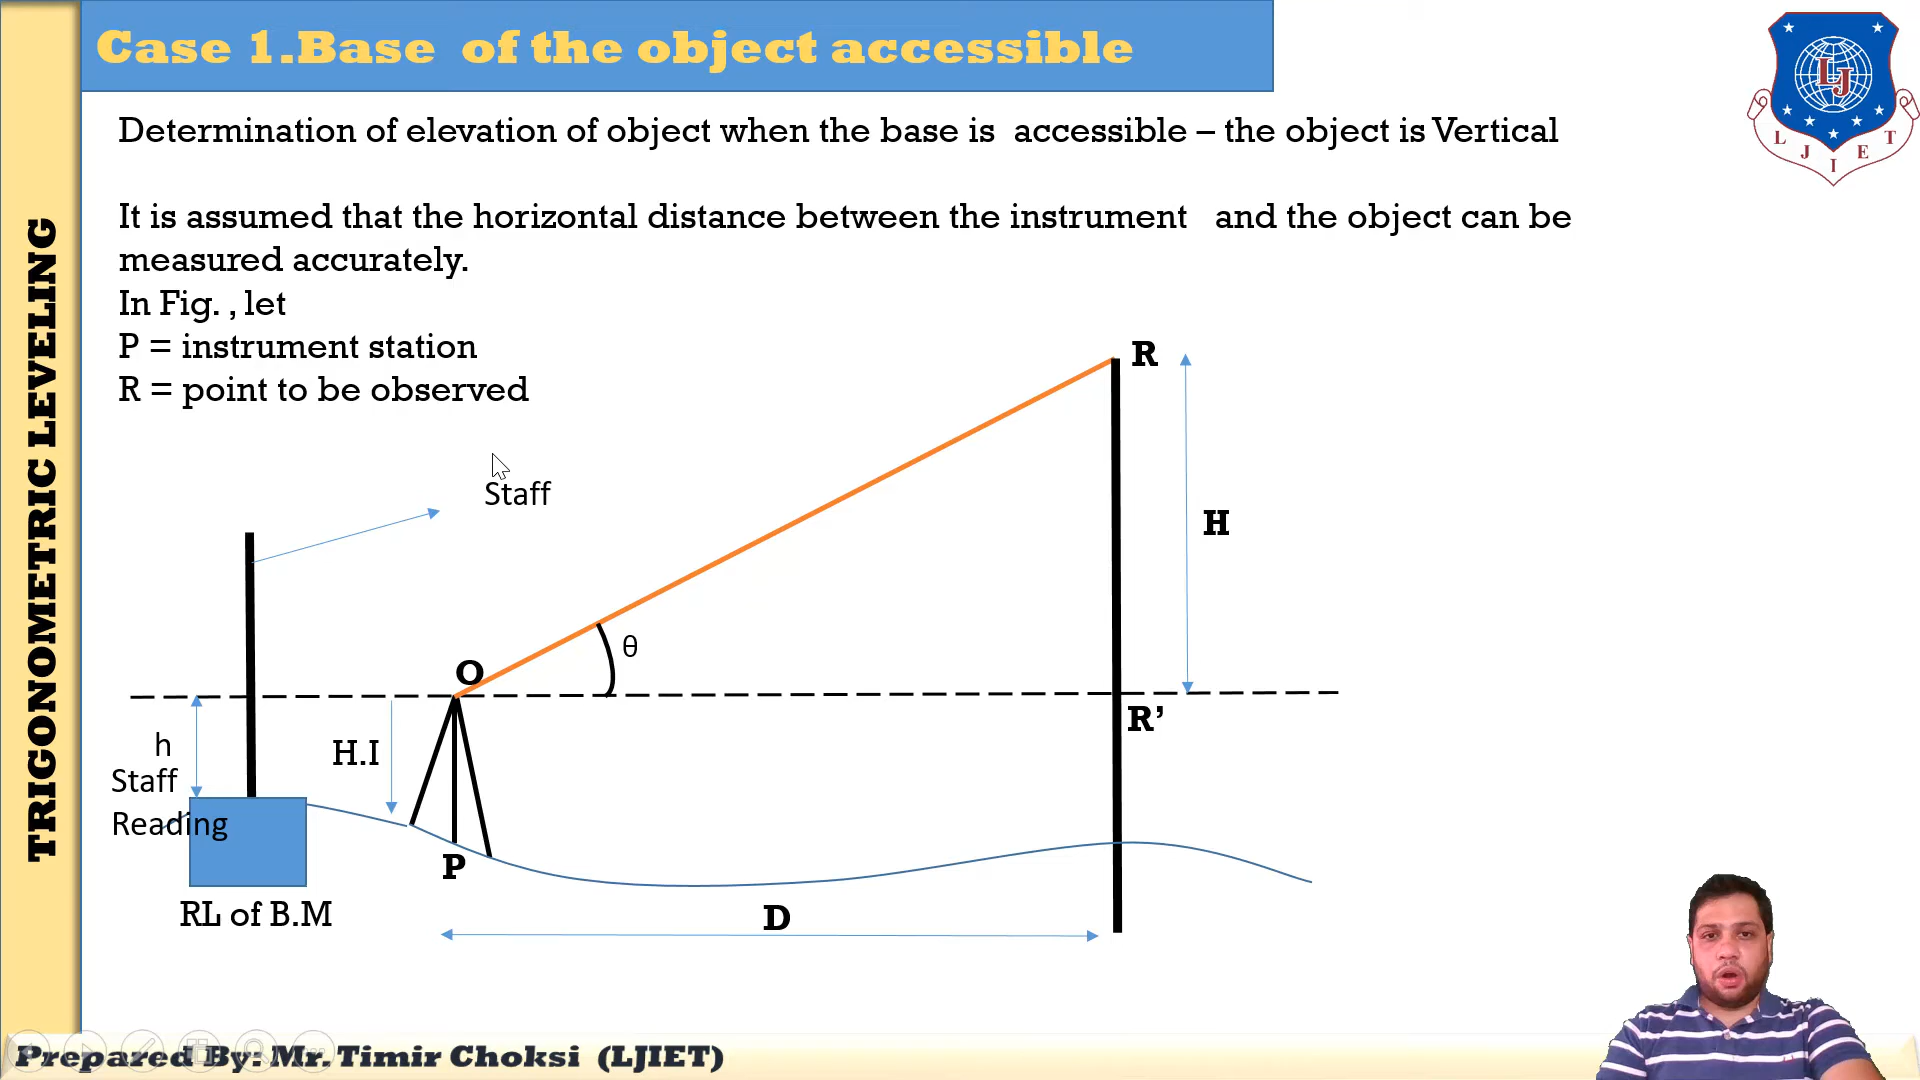 Case 1.Base of the object accessible
L J I E T
LJ
Determination of elevation of object when the base is accessible – the object is Vertical
It is assumed that the horizontal distance between the instrument and the object can be
measured accurately.
In Fig. , let
P = instrument station
R = point to be observed
TRIGONOMETRIC LEVELING
R
Staff
H
θ
O
R’
h
H.I
Staff
Reading
P
RL of B.M
D
Prepared By: Mr. Timir Choksi (LJIET)